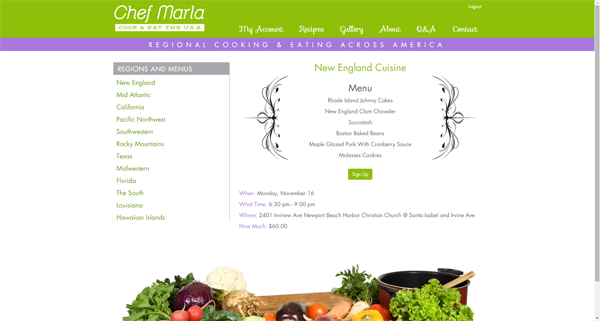 Chef Marla
COOK & EAT THE U.S.A.
Logout
My Account Recipes Gallery About Q&A Contact
REGIONAL COOKING & EATING ACROSS AMERICA
REGIONS AND MENUS
New England
Mid Atlantic
California
Pacific Northwest
Southwestern
Rocky Mountains
Texas
Midwestern
Florida
The South
Louisiana
Hawaiian Islands
New England Cuisine
Menu
Rhode Island Johnny Cakes
New England Clam Chowder
Succotash
Boston Baked Beans
Maple Glazed Pork With Cranberry Sauce
Molasses Cookies
Sign Up
When: Monday, November 16
What Time: 6:30 pm - 9:00 pm
Where: 2401 Irvinew Ave Newport Beach Harbor Christian Church @ Santa Isabel and Irvine Ave
How Much: $60.00